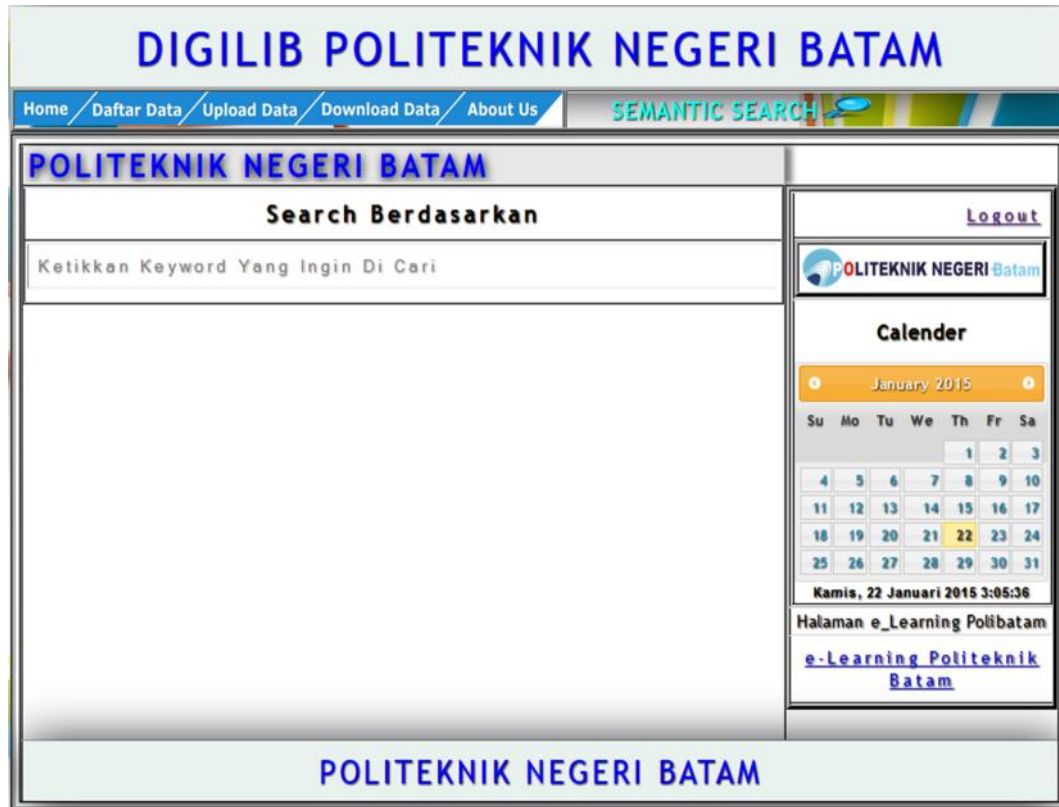 DIGILIB POLITEKNIK NEGERI BATAM
Home Daftar Data Upload Data Download Data About Us SEMANTIC SEARCH
POLITEKNIK NEGERI BATAM
Search Berdasarkan
Ketikkan Keyword Yang Ingin Di Cari
Logout
POLITEKNIK NEGERI Batam
Calender
January 2015
Su Mo Tu We Th Fr Sa
1 2 3
4 5 6 7 8 9 10
11 12 13 14 15 16 17
18 19 20 21 22 23 24
25 26 27 28 29 30 31
Kamis, 22 Januari 2015 3:05:36
Halaman e_Learning Polibatam
e-Learning Politeknik
Batam
POLITEKNIK NEGERI BATAM